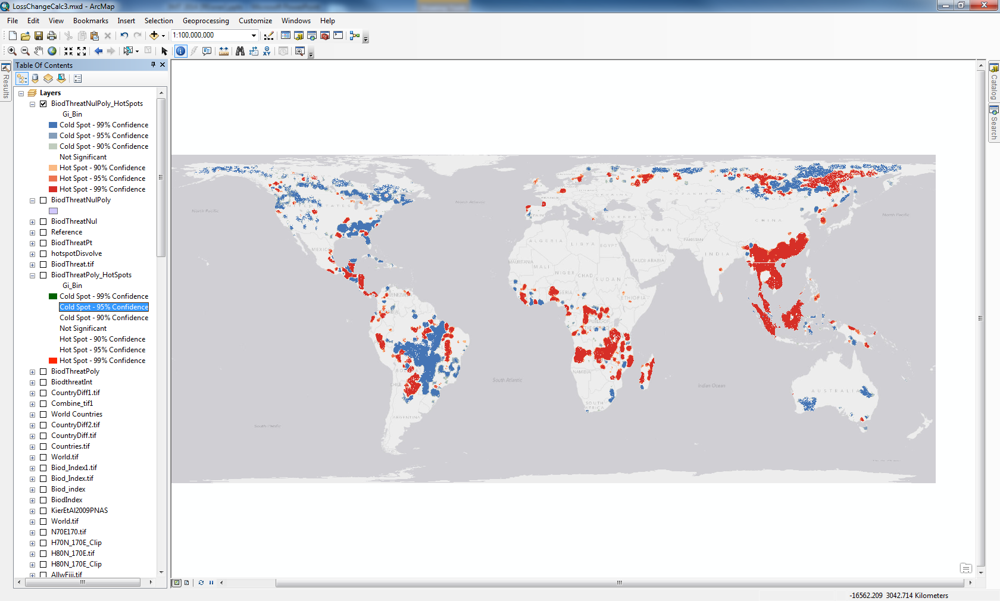 LossChangeCalc3.mxd - ArcMap
File Edit View Bookmarks Insert Selection Geoprocessing Customize Windows Help
1:100,000,000
Results
Table Of Contents
Layers
BiodThreatNulPoly_HotSpots
Gi_Bin
Cold Spot - 99% Confidence
Cold Spot - 95% Confidence
Cold Spot - 90% Confidence
Not Significant
Hot Spot - 90% Confidence
Hot Spot - 95% Confidence
Hot Spot - 99% Confidence
BiodThreatNulPoly
BiodThreatNul
Reference
BiodThreatPt
hotspotDisvolve
BiodThreat.tif
BiodThreatPoly_HotSpots
Gi_Bin
Cold Spot - 99% Confidence
Cold Spot - 95% Confidence
Cold Spot - 90% Confidence
Not Significant
Hot Spot - 90% Confidence
Hot Spot - 95% Confidence
Hot Spot - 99% Confidence
BiodThreatPoly
BiodthreatInt
CountryDiff1.tif
Combine_tif1
World Countries
CountryDiff2.tif
CountryDiff.tif
Countries.tif
World.tif
Biod_Index1.tif
Biod_Index.tif
Biod_index
BiodIndex
KierEtAl2009PNAS
World.tif
N70E170.tif
H70N_170E_Clip
H80N_170E.tif
H80N_170E_Clip
AllwFiji.tif
North Pacific
North Atlantic
North Pacific
MEXICO
ALGERIA
LIBYA
EGYPT
MAURITANIA
MALI
NIGER
CHAD
SUDAN
ETHIOPIA
SAUDI ARABIA
TURKEY
IRAN
PAKISTAN
INDIA
CHINA
NAMIBIA
SOUTH
AFRICA
CHILE
ARGENTINA
AUSTRALIA
South Atlantic
Indian Ocean
South Pacific
Catalog
Search
-16562.209 3042.714 Kilometers